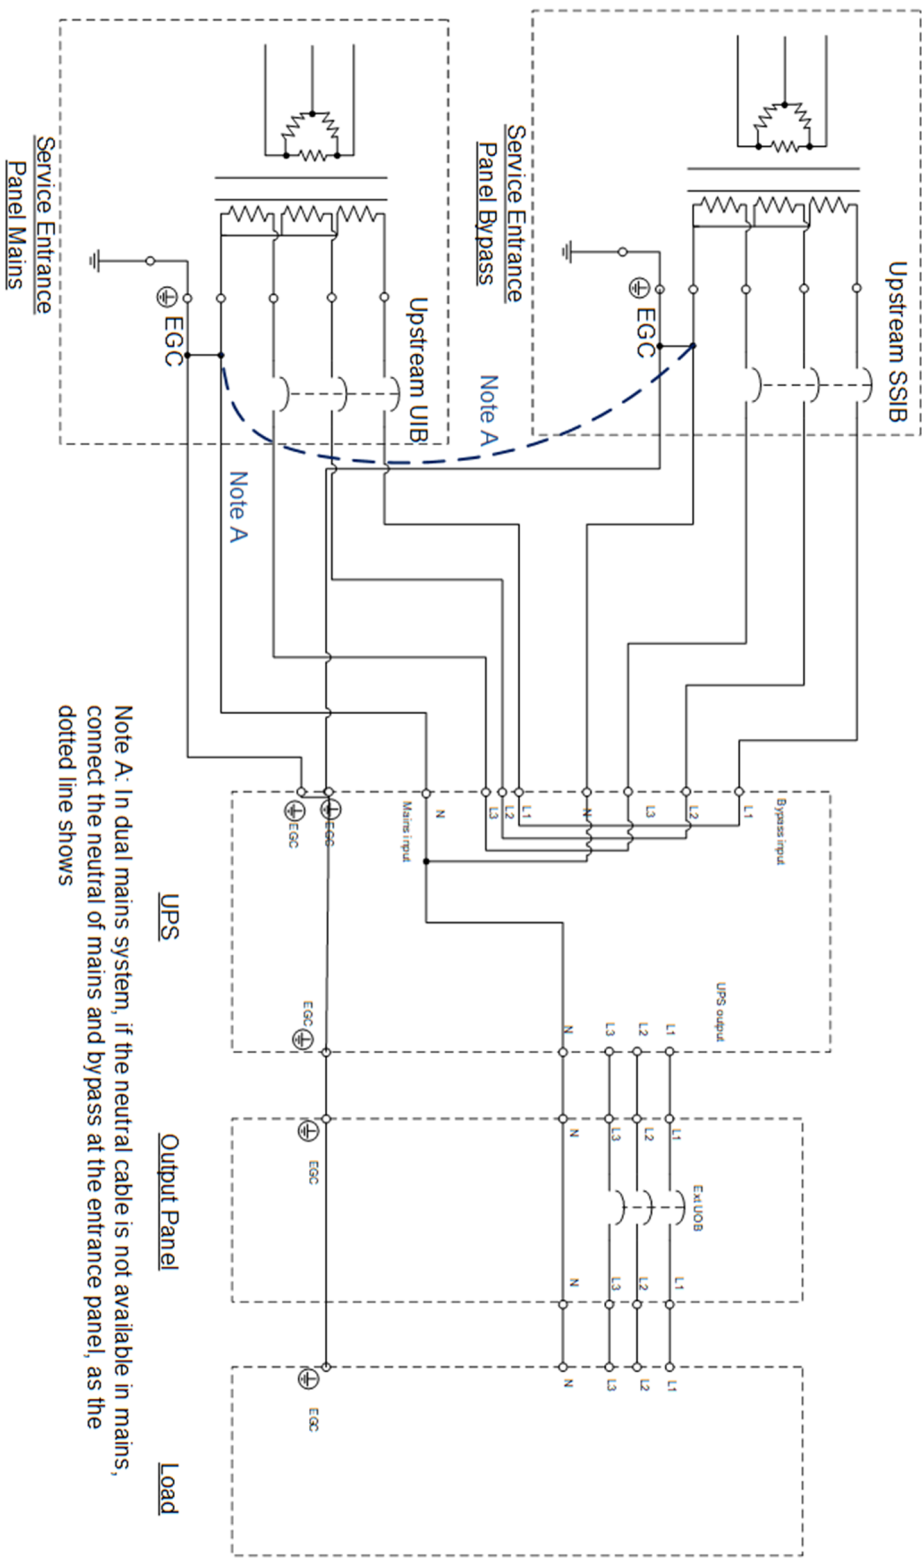 Upstream SSIB
EGC
Service Entrance
Panel Bypass
Note A
Upstream UIB
EGC
Service Entrance
Panel Mains
Note A
Bypass input
L1
L2
L3
N
L1
L2
L3
N
Mains input
EGC
EGC
UPS output
L1
L2
L3
N
EGC
UPS
L1
L2
L3
N
Ext UOB
L1
L2
L3
N
EGC
Output Panel
L1
L2
L3
N
EGC
Load
Note A: In dual mains system, if the neutral cable is not available in mains,
connect the neutral of mains and bypass at the entrance panel, as the
dotted line shows